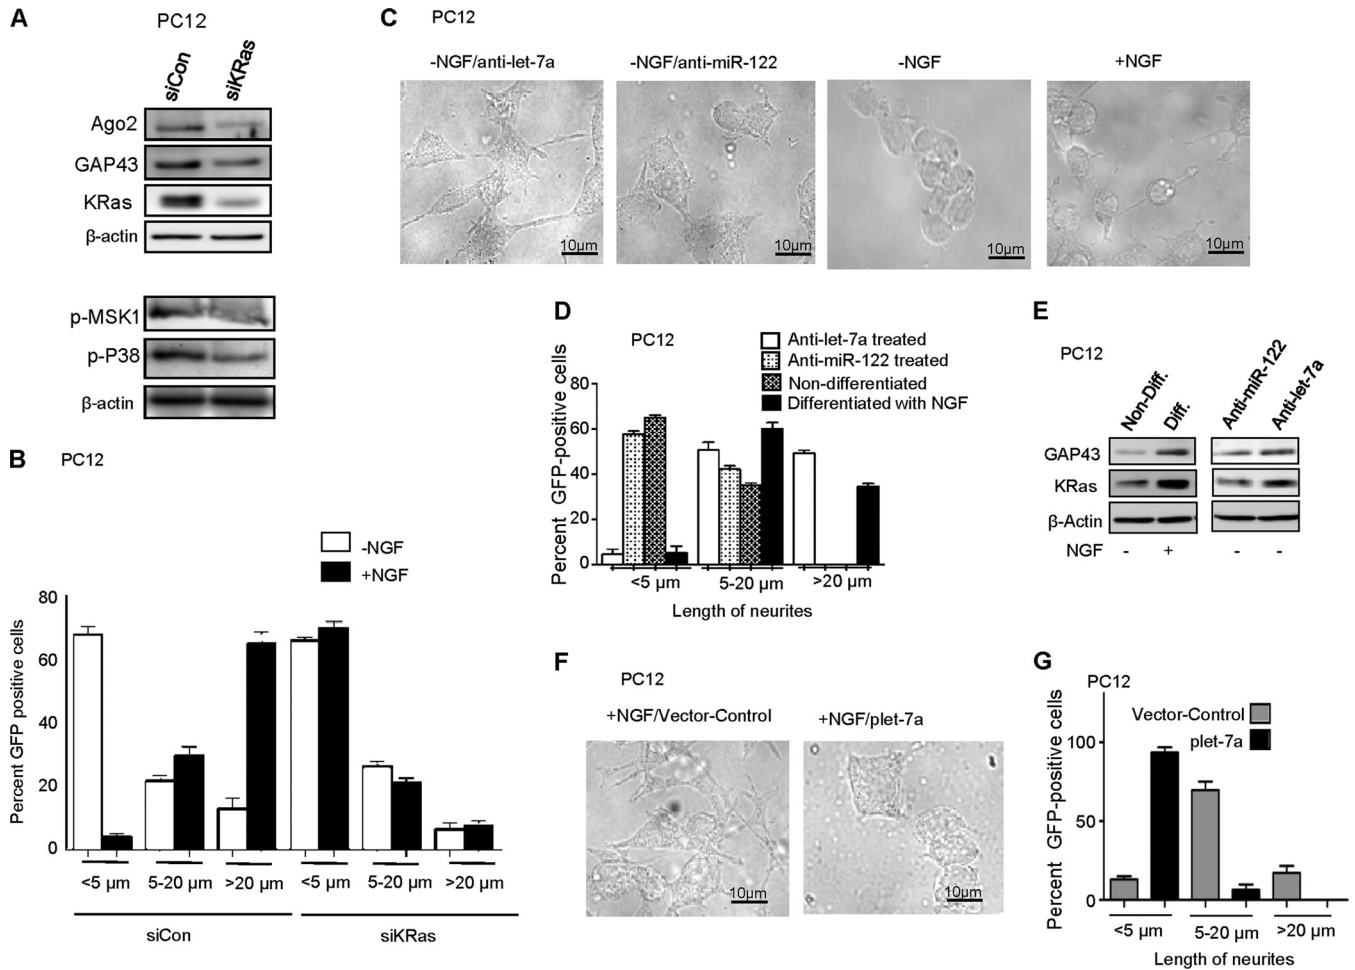 A
PC12
siCon
siKRas
Ago2
GAP43
KRas
β-actin
p-MSK1
p-P38
β-actin
B
PC12
-NGF
+NGF
Percent GFP positive cells
80
60
40
20
0
<5 µm
5-20 µm
>20 µm
<5 µm
5-20 µm
>20 µm
siCon
siKRas
C
PC12
-NGF/anti-let-7a
-NGF/anti-miR-122
-NGF
+NGF
10µm
10µm
10µm
10µm
D
PC12
Anti-let-7a treated
Anti-miR-122 treated
Non-differentiated
Differentiated with NGF
Percent GFP-positive cells
80
60
40
20
0
<5 µm
5-20 µm
>20 µm
Length of neurites
E
PC12
Non-Diff.
Diff.
Anti-miR-122
Anti-let-7a
GAP43
KRas
β-Actin
NGF - + - -
F
PC12
+NGF/Vector-Control
+NGF/plet-7a
10µm
10µm
G
PC12
Vector-Control
plet-7a
Percent GFP-positive cells
100
50
0
<5 µm
5-20 µm
>20 µm
Length of neurites